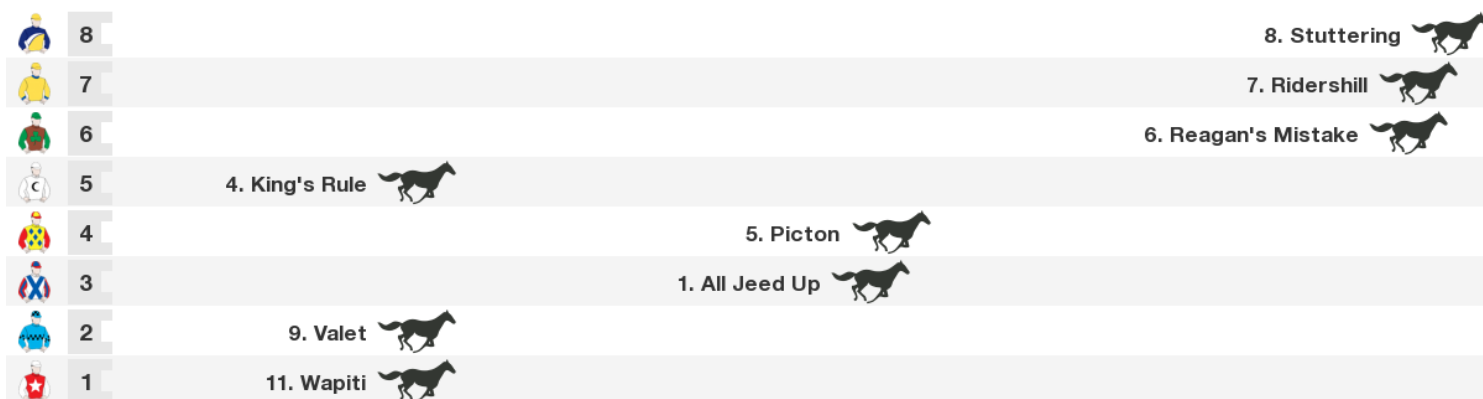 8 8. Stuttering
7 7. Ridershill
6 6. Reagan's Mistake
5 C 4. King's Rule
4 5. Picton
3 1. All Jeed Up
2 9. Valet
1 11. Wapiti